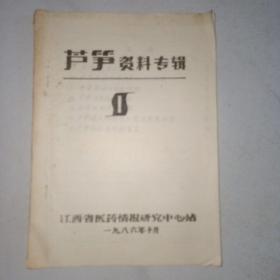 芦笋资料专辑
江西省医药情报研究中心站
一九八六年十月